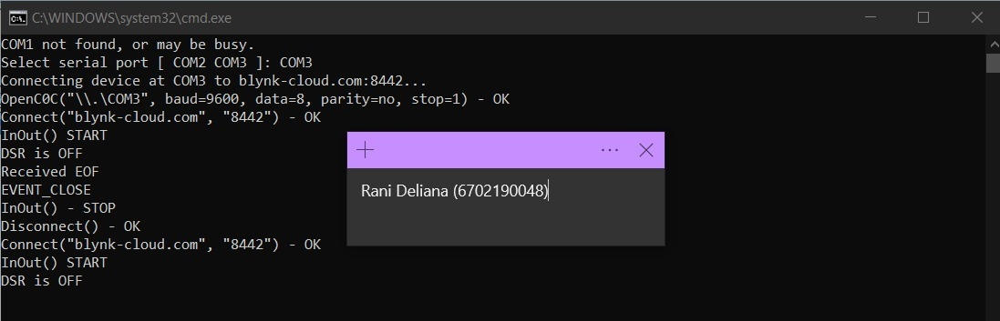 C:\WINDOWS\system32\cmd.exe
COM1 not found, or may be busy.
Select serial port [ COM2 COM3 ]: COM3
Connecting device at COM3 to blynk-cloud.com:8442...
OpenC0C("\\.\COM3", baud=9600, data=8, parity=no, stop=1) - OK
Connect("blynk-cloud.com", "8442") - OK
InOut() START
DSR is OFF
Received EOF
EVENT_CLOSE
InOut() - STOP
Disconnect() - OK
Connect("blynk-cloud.com", "8442") - OK
InOut() START
DSR is OFF
Rani Deliana (6702190048)